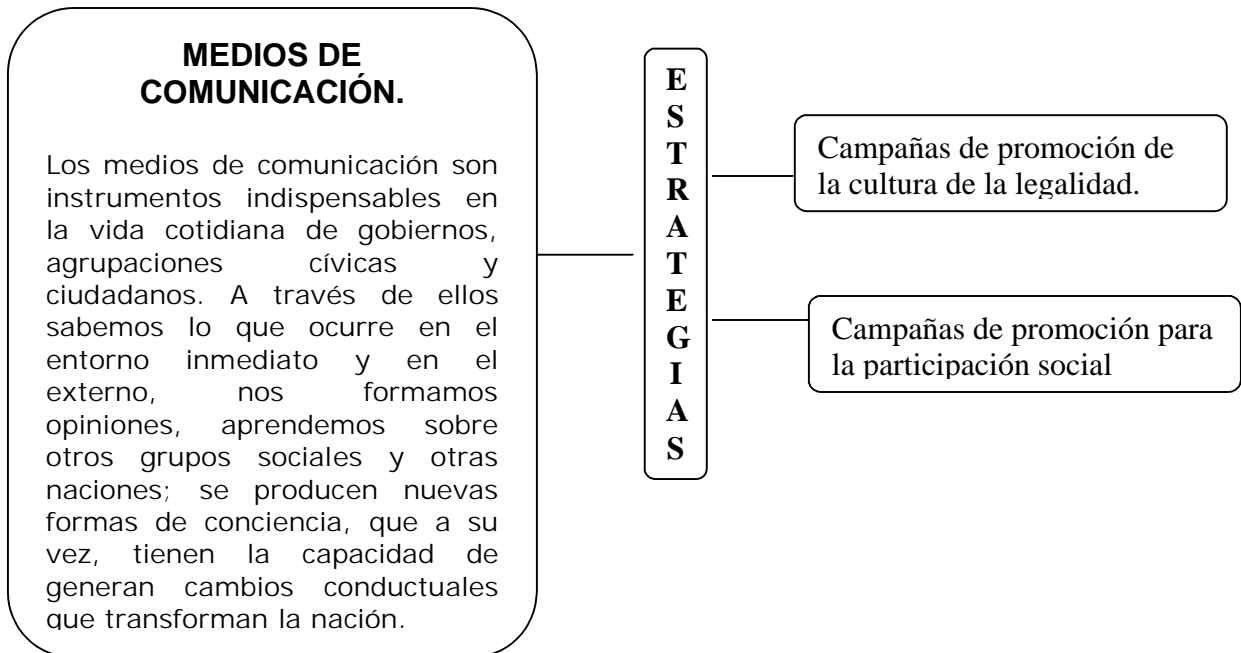 MEDIOS DE
COMUNICACIÓN.
Los medios de comunicación son
instrumentos indispensables en
la vida cotidiana de gobiernos,
agrupaciones cívicas y
ciudadanos. A través de ellos
sabemos lo que ocurre en el
entorno inmediato y en el
externo, nos formamos
opiniones, aprendemos sobre
otros grupos sociales y otras
naciones; se producen nuevas
formas de conciencia, que a su
vez, tienen la capacidad de
generan cambios conductuales
que transforman la nación.
E
S
T
R
A
T
E
G
I
A
S
Campañas de promoción de
la cultura de la legalidad.
Campañas de promoción para
la participación social